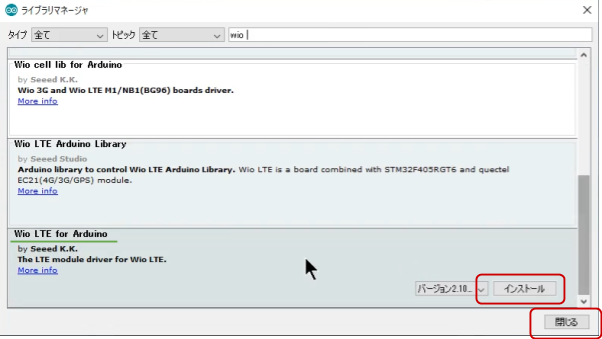 ライブラリマネージャ
タイプ 全て トピック 全て wio
Wio cell lib for Arduino
by Seeed K.K.
Wio 3G and Wio LTE M1/NB1(BG96) boards driver.
More info
Wio LTE Arduino Library
by Seeed Studio
Arduino library to control Wio LTE Arduino Library. Wio LTE is a board combined with STM32F405RGT6 and quectel
EC21(4G/3G/GPS) module.
More info
Wio LTE for Arduino
by Seeed K.K.
The LTE module driver for Wio LTE.
More info
バージョン2.10... インストール
閉じる